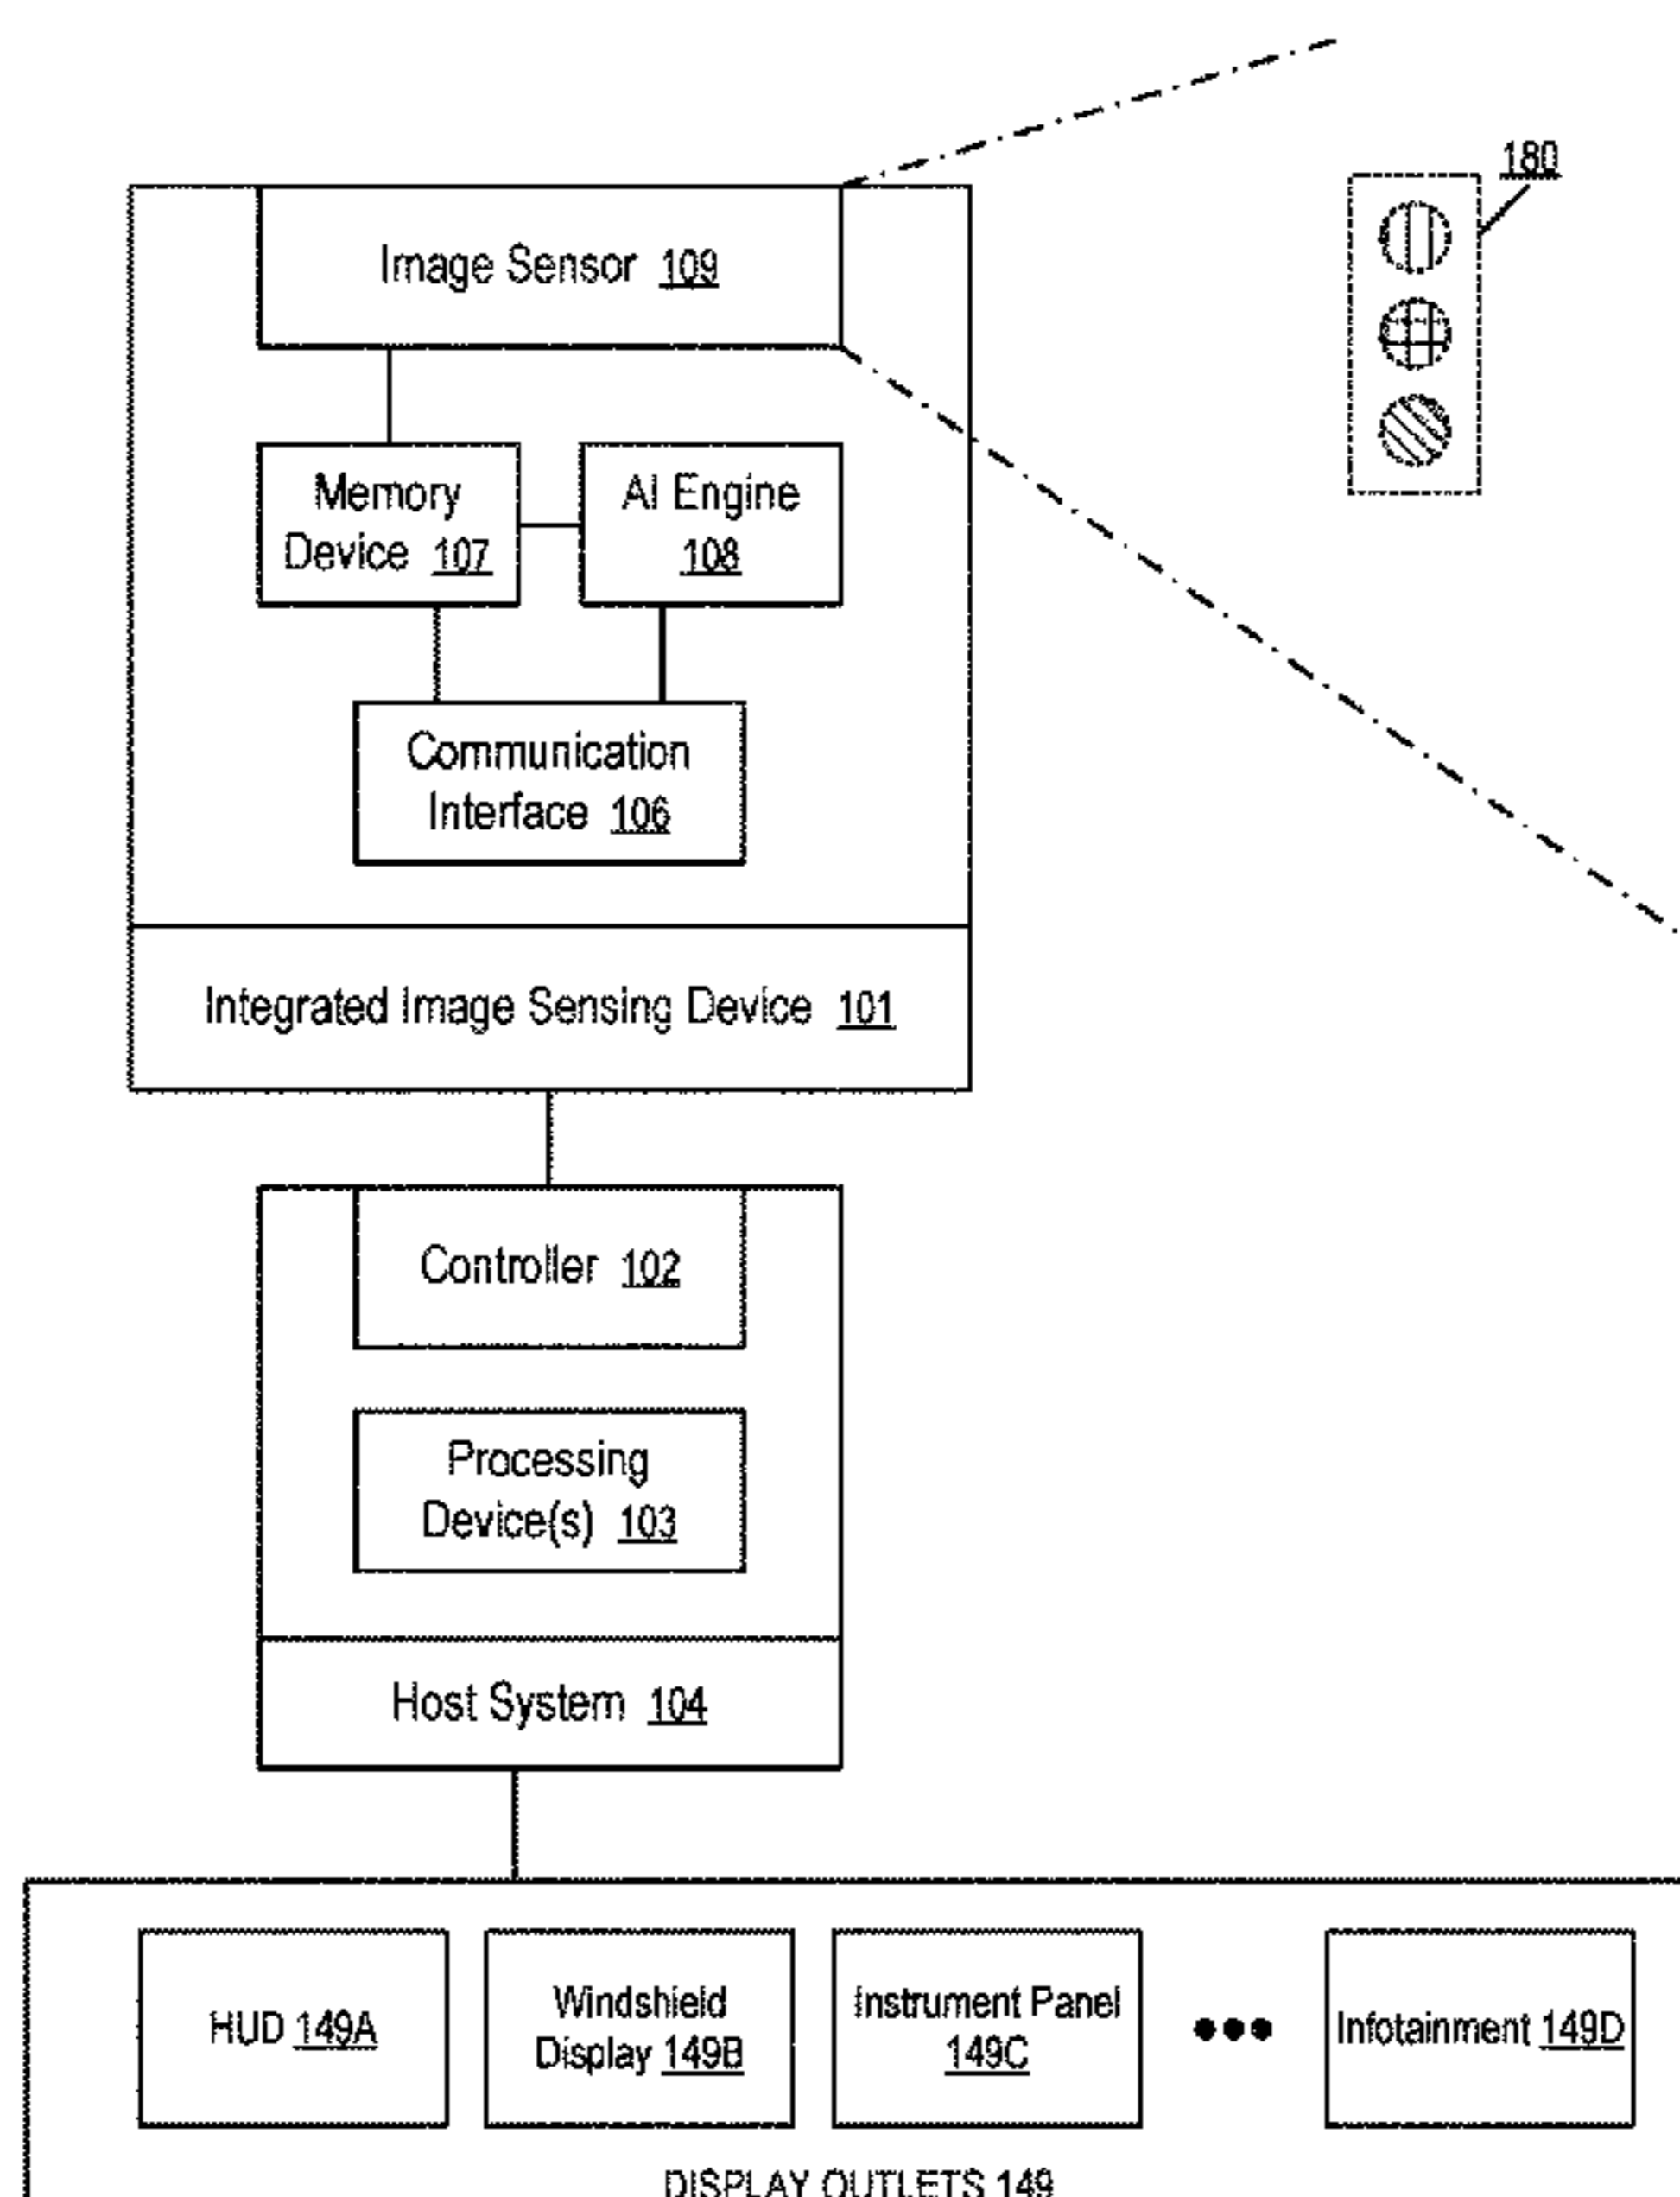 180
Image Sensor 109
Memory
Device 107
AI Engine
108
Communication
Interface 106
Integrated Image Sensing Device 101
Controller 102
Processing
Device(s) 103
Host System 104
HUD 149A
Windshield
Display 149B
Instrument Panel
149C
Infotainment 149D
DISPLAY OUTLETS 149